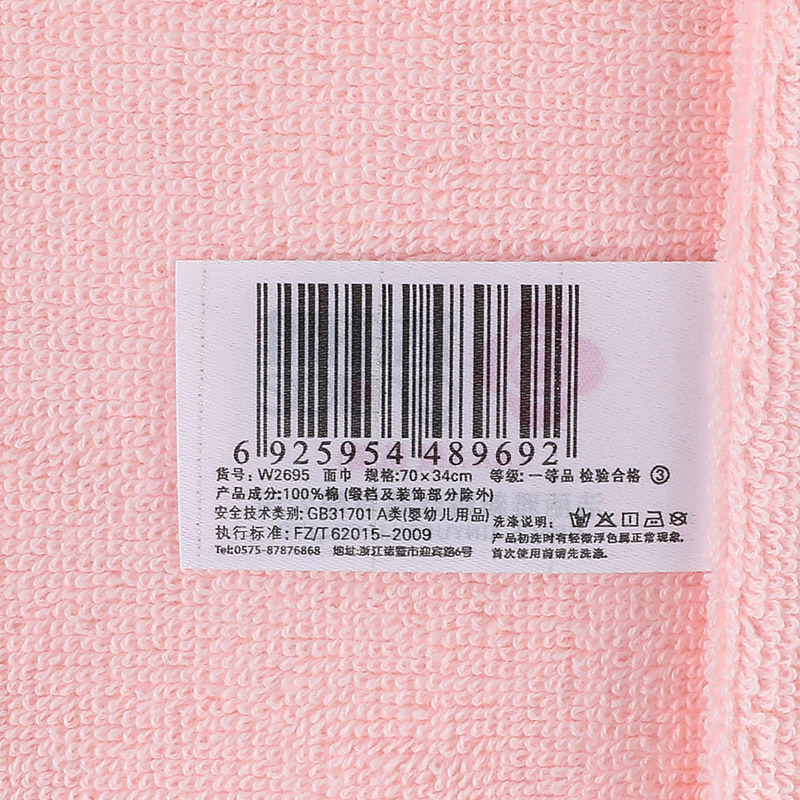 6 925954 489692
货号: W2695 面巾 规格:70×34cm 等级: 一等品 检验合格 ③
产品成分:100%棉 (缎档及装饰部分除外)
安全技术类别: GB31701 A类(婴幼儿用品)
执行标准: FZ/T 62015-2009
Tel:0575-87876868 地址:浙江诸暨市迎宾路6号
洗涤说明:
产品初洗时有轻微浮色属正常现象,
首次使用前请先洗涤.